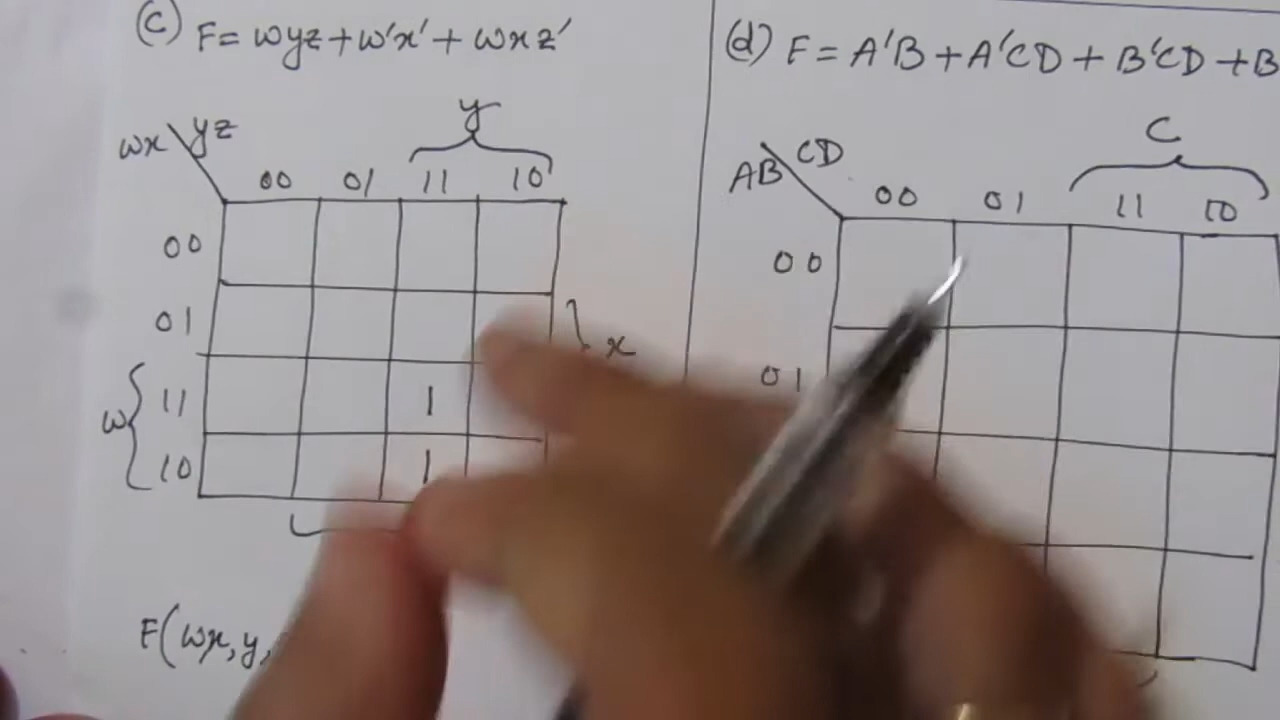 (c) F = wyz + w'x' + wxz'
y
wx yz
00 01 11 10
00
01
x
w 11 1
10 1
F(wx, y,
(d) F = A'B + A'CD + B'CD + B
C
AB CD
00 01 11 10
00
01